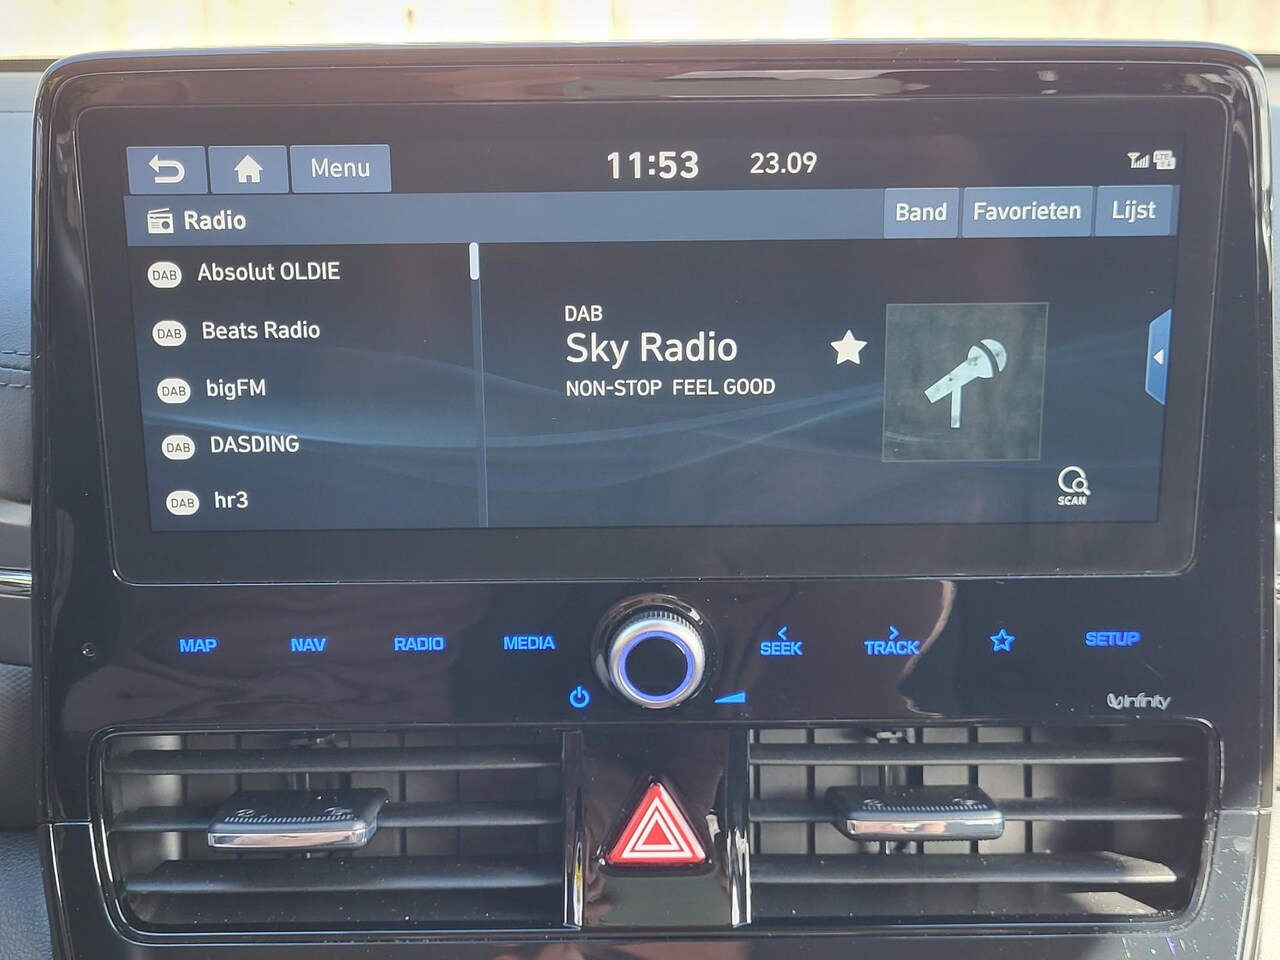 Menu
11:53
23.09
LTE
Radio
Band
Favorieten
Lijst
DAB Absolut OLDIE
DAB Beats Radio
DAB bigFM
DAB DASDING
DAB hr3
DAB
Sky Radio
NON-STOP FEEL GOOD
SCAN
MAP
NAV
RADIO
MEDIA
< SEEK
> TRACK
SETUP
Infinity